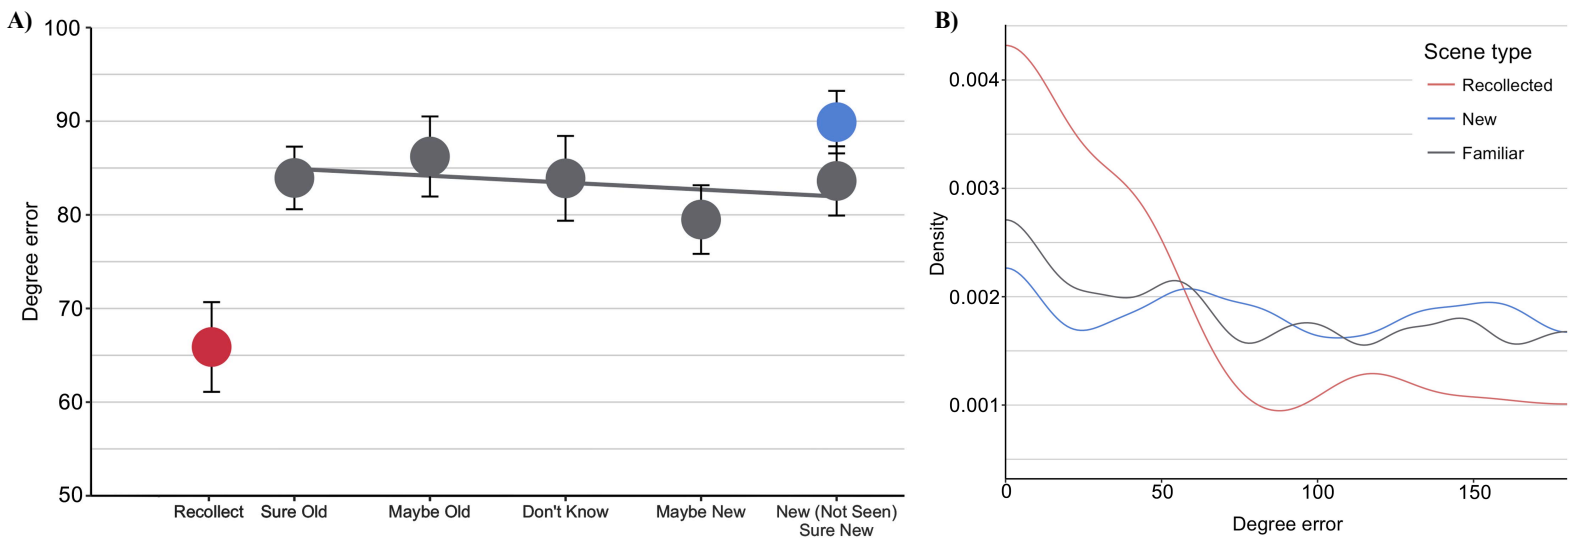 A)
100
90
80
70
60
50
Degree error
Recollect
Sure Old
Maybe Old
Don't Know
Maybe New
New (Not Seen)
Sure New
B)
0.004
0.003
0.002
0.001
Density
0
50
100
150
Degree error
Scene type
Recollected
New
Familiar